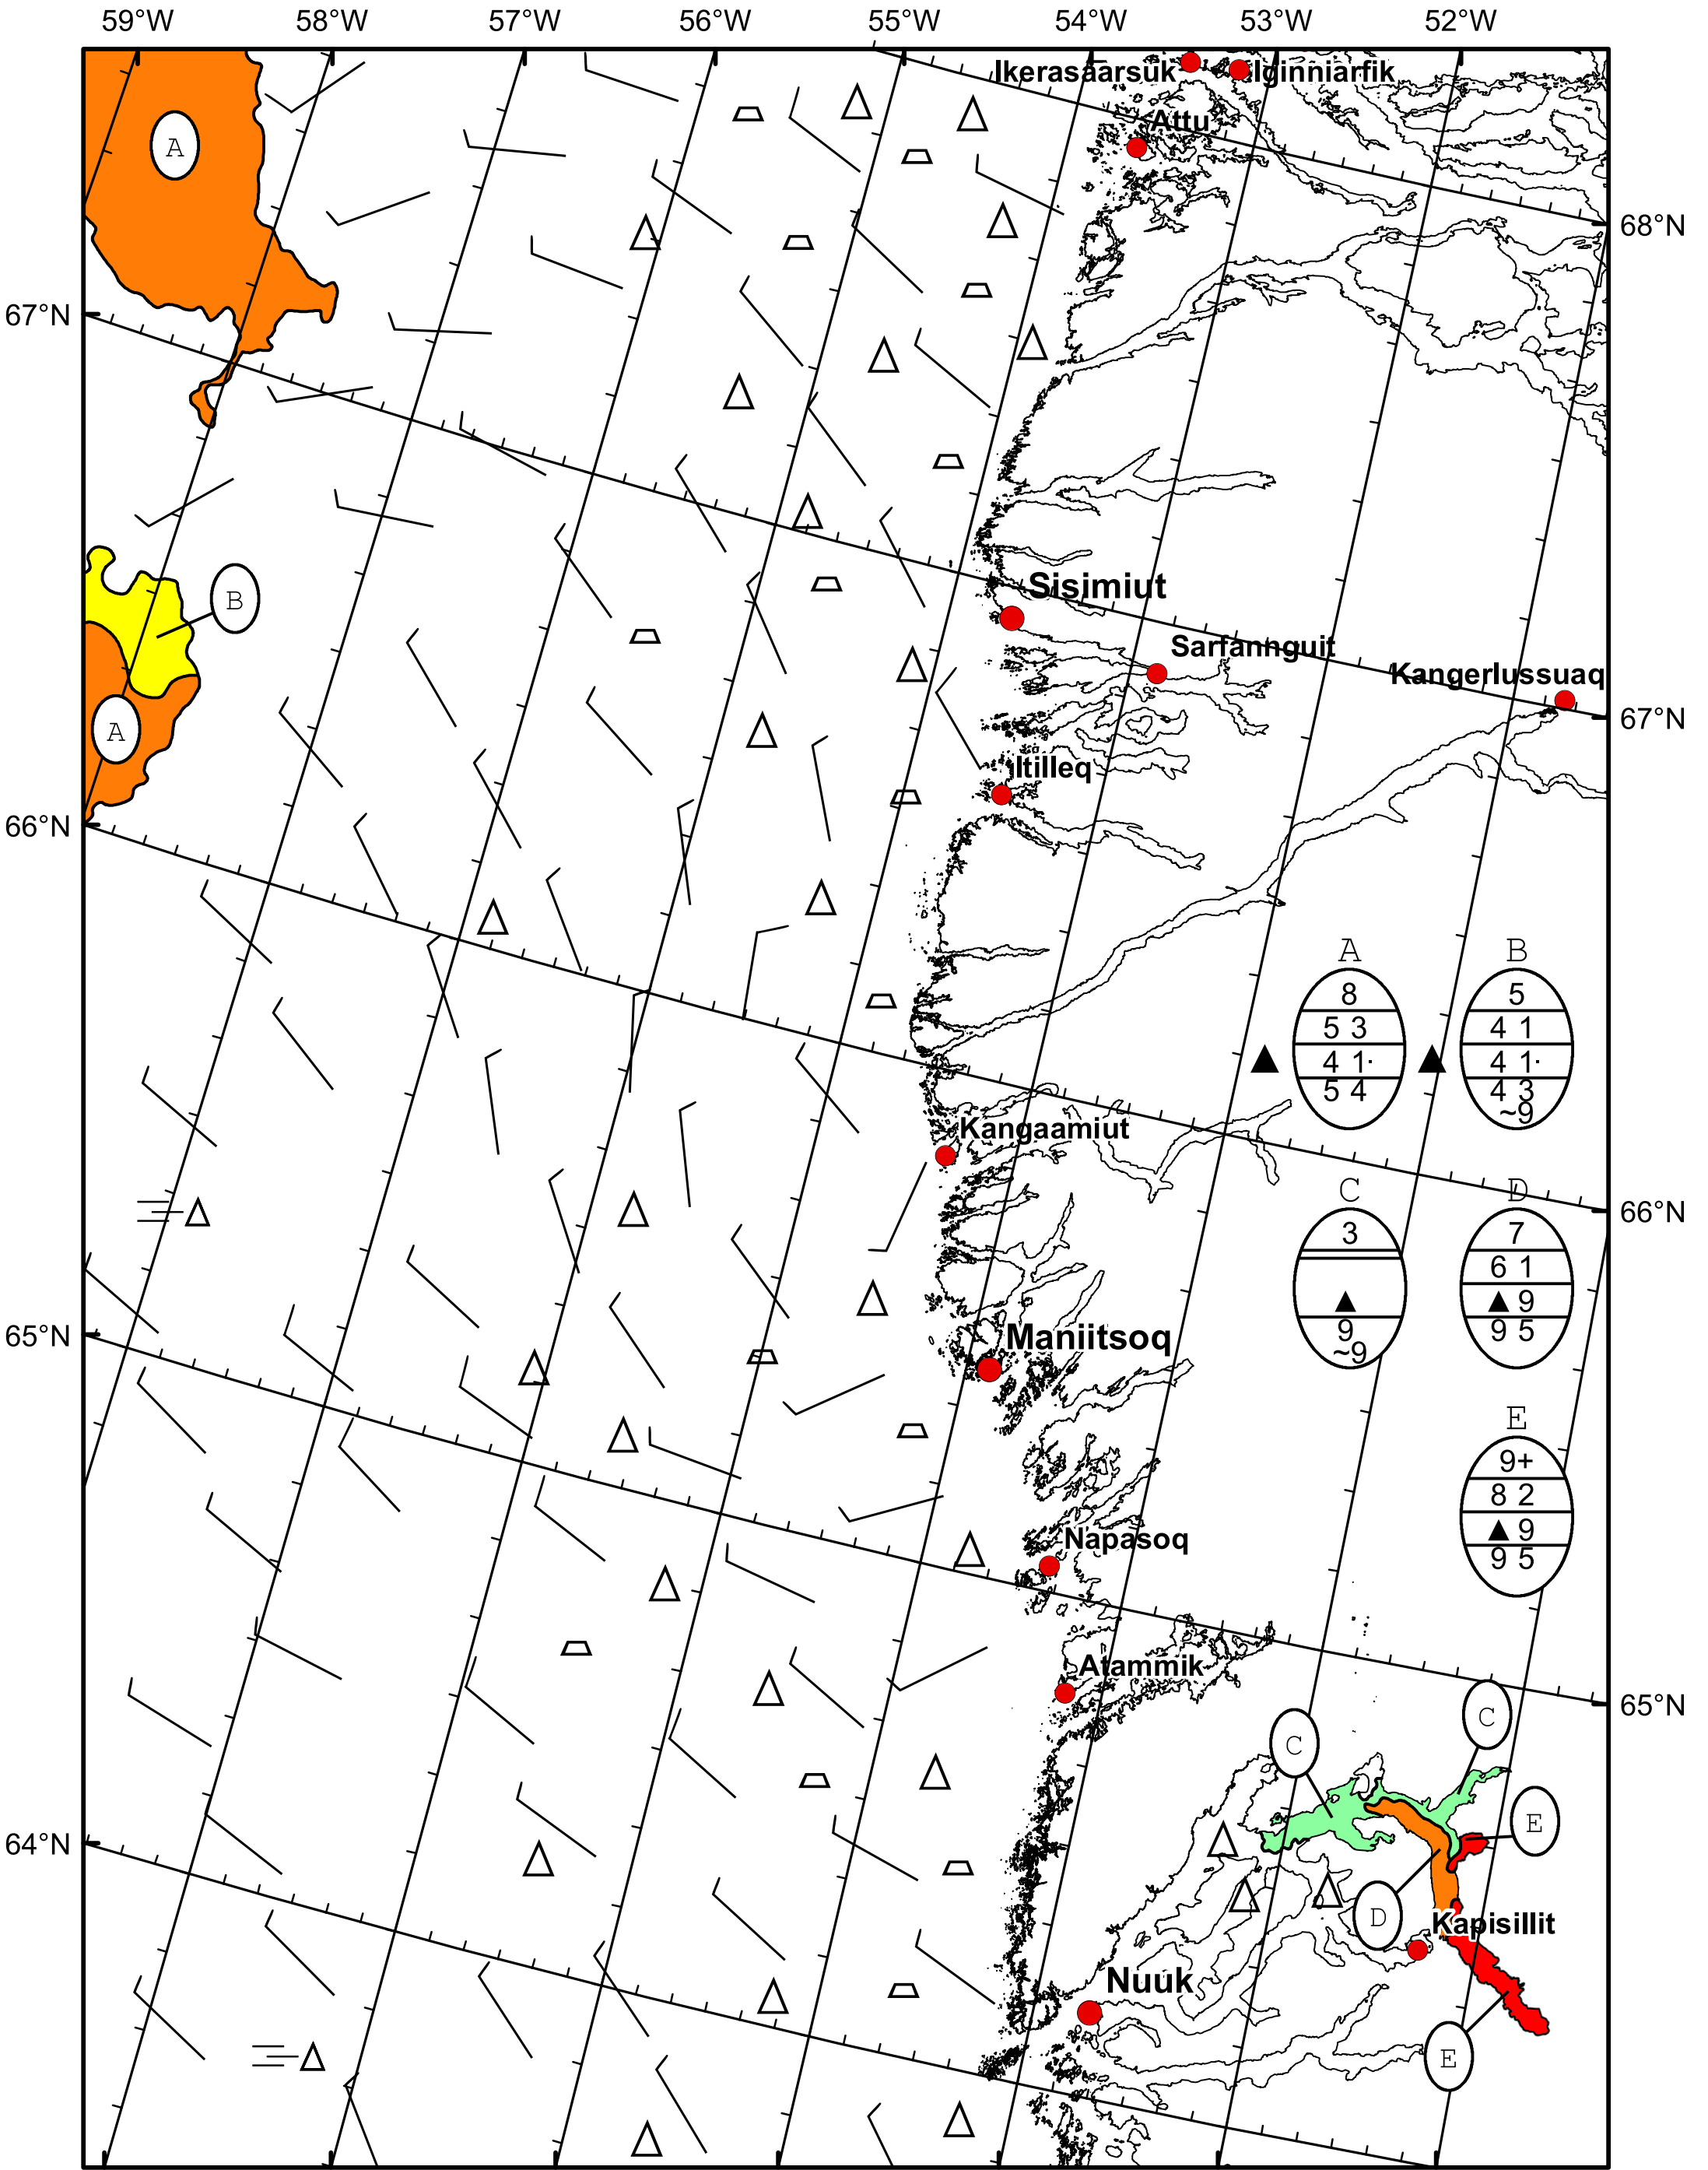 59°W 58°W 57°W 56°W 55°W 54°W 53°W 52°W
Ikerasaarsuk Iginniarfik
A
Attu
68°N
67°N
B
Sisimiut
Sarfannguit
Kangerlussuaq
A
67°N
Itilleq
66°N
A B
8 5
5 3 4 1
4 1· 4 1·
5 4 4 3
~9
Kangaamiut
C D
66°N
3 7
6 1
▲ ▲ 9
9 9 5
~9
65°N
Maniitsoq
E
9+
8 2
▲ 9
9 5
Napasoq
Atammik
65°N
C
C
E
64°N
D
Kapisillit
Nuuk
E